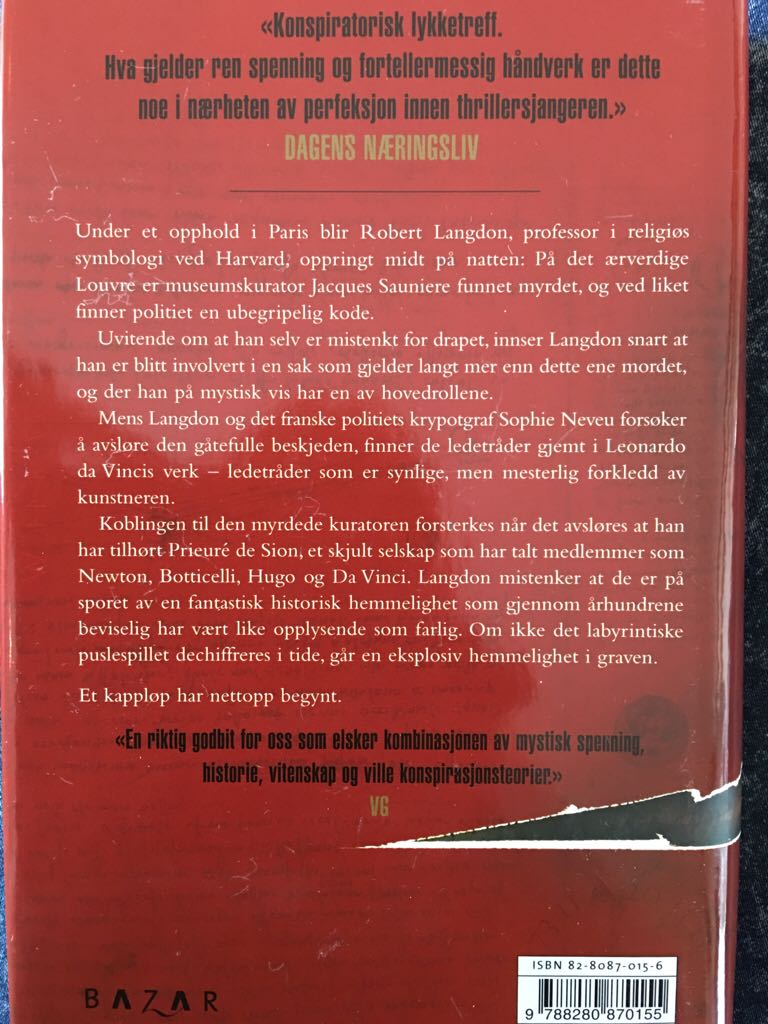 «Konspiratorisk lykketreff.
Hva gjelder ren spenning og fortellermessig håndverk er dette
noe i nærheten av perfeksjon innen thrillersjangeren.»
DAGENS NÆRINGSLIV
Under et opphold i Paris blir Robert Langdon, professor i religiøs
symbologi ved Harvard, oppringt midt på natten: På det ærverdige
Louvre er museumskurator Jacques Sauniere funnet myrdet, og ved liket
finner politiet en ubegripelig kode.
Uvitende om at han selv er mistenkt for drapet, innser Langdon snart at
han er blitt involvert i en sak som gjelder langt mer enn dette ene mordet,
og der han på mystisk vis har en av hovedrollene.
Mens Langdon og det franske politiets krypotgraf Sophie Neveu forsøker
å avsløre den gåtefulle beskjeden, finner de ledetråder gjemt i Leonardo
da Vincis verk – ledetråder som er synlige, men mesterlig forkledd av
kunstneren.
Koblingen til den myrdede kuratoren forsterkes når det avsløres at han
har tilhørt Prieuré de Sion, et skjult selskap som har talt medlemmer som
Newton, Botticelli, Hugo og Da Vinci. Langdon mistenker at de er på
sporet av en fantastisk historisk hemmelighet som gjennom århundrene
beviselig har vært like opplysende som farlig. Om ikke det labyrintiske
puslespillet dechiffreres i tide, går en eksplosiv hemmelighet i graven.
Et kappløp har nettopp begynt.
«En riktig godbit for oss som elsker kombinasjonen av mystisk spenning,
historie, vitenskap og ville konspirasjonsteorier.»
VG
ISBN 82-8087-015-6
9 788280 870155
BAZAR